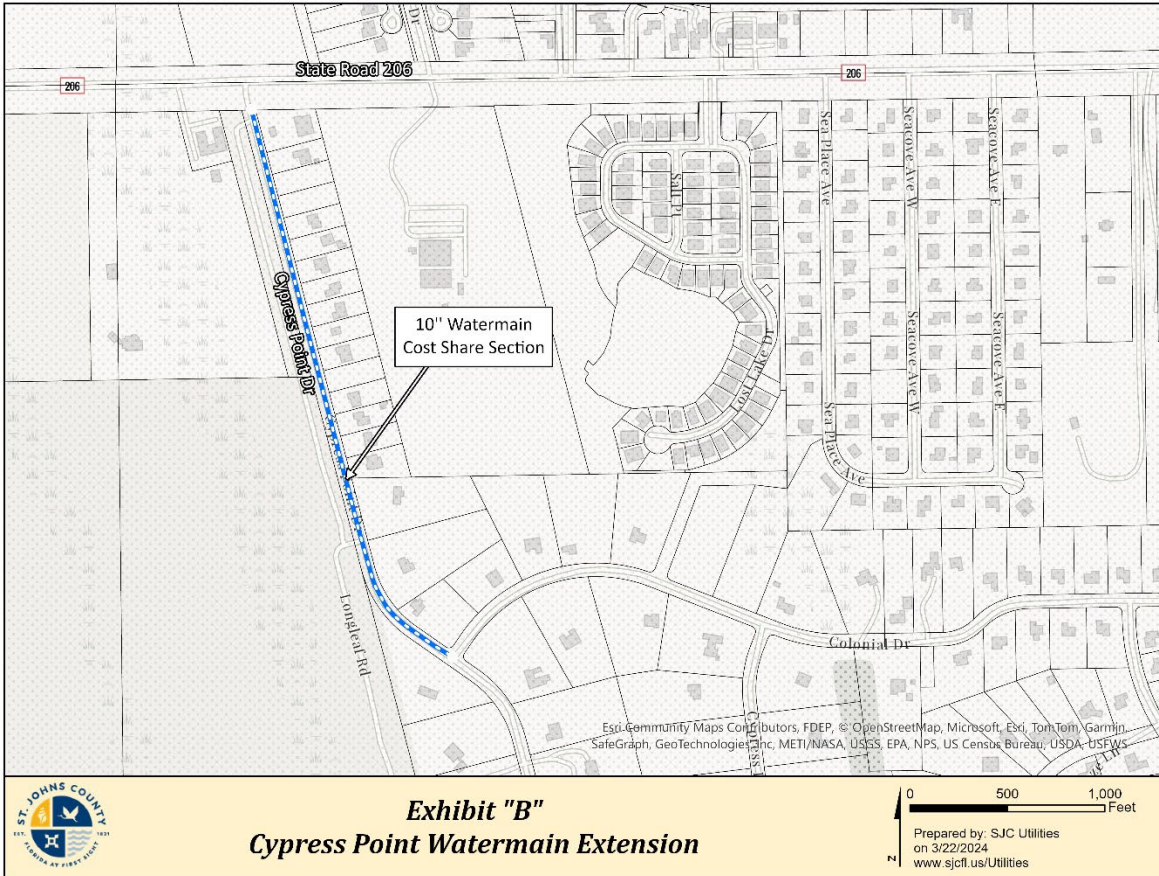 Dr
State Road 206
206
206
Sea Place Ave
Seacove Ave W
Seacove Ave E
Salt Pl
Cypress Point Dr
10" Watermain
Cost Share Section
Lost Lake Dr
Seacove Ave W
Seacove Ave E
Sea Place Ave
Longleaf Rd
Colonial Dr
Cypress
Esri Community Maps Contributors, FDEP, © OpenStreetMap, Microsoft, Esri, TomTom, Garmin,
SafeGraph, GeoTechnologies, Inc, METI/NASA, USGS, EPA, NPS, US Census Bureau, USDA, USFWS
ST. JOHNS COUNTY
EST. 1821
FLORIDA AT FIRST SIGHT
Exhibit "B"
Cypress Point Watermain Extension
N
0 500 1,000
Feet
Prepared by: SJC Utilities
on 3/22/2024
www.sjcfl.us/Utilities